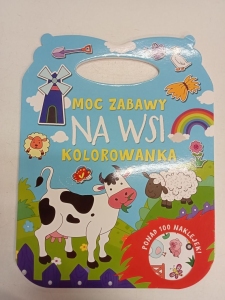 MOC ZABAWY
NA WSI
KOLOROWANKA
PONAD 100 NAKLEJEK!